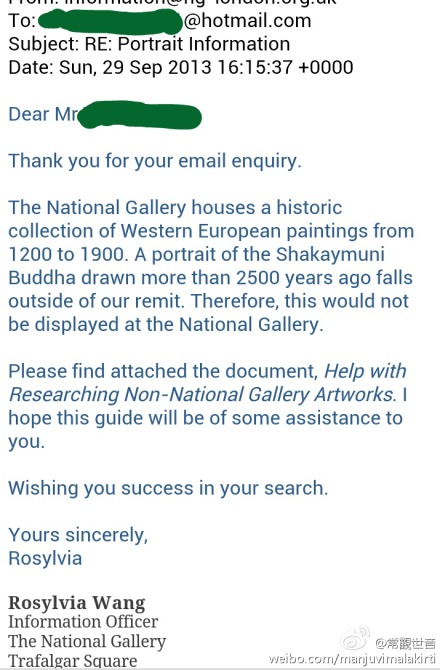 From: information@ng-london.org.uk
To: @hotmail.com
Subject: RE: Portrait Information
Date: Sun, 29 Sep 2013 16:15:37 +0000
Dear Mr
Thank you for your email enquiry.
The National Gallery houses a historic
collection of Western European paintings from
1200 to 1900. A portrait of the Shakaymuni
Buddha drawn more than 2500 years ago falls
outside of our remit. Therefore, this would not
be displayed at the National Gallery.
Please find attached the document, Help with
Researching Non-National Gallery Artworks. I
hope this guide will be of some assistance to
you.
Wishing you success in your search.
Yours sincerely,
Rosylvia
Rosylvia Wang
Information Officer
The National Gallery
Trafalgar Square
@常觀世音
weibo.com/manjuvimalakirti